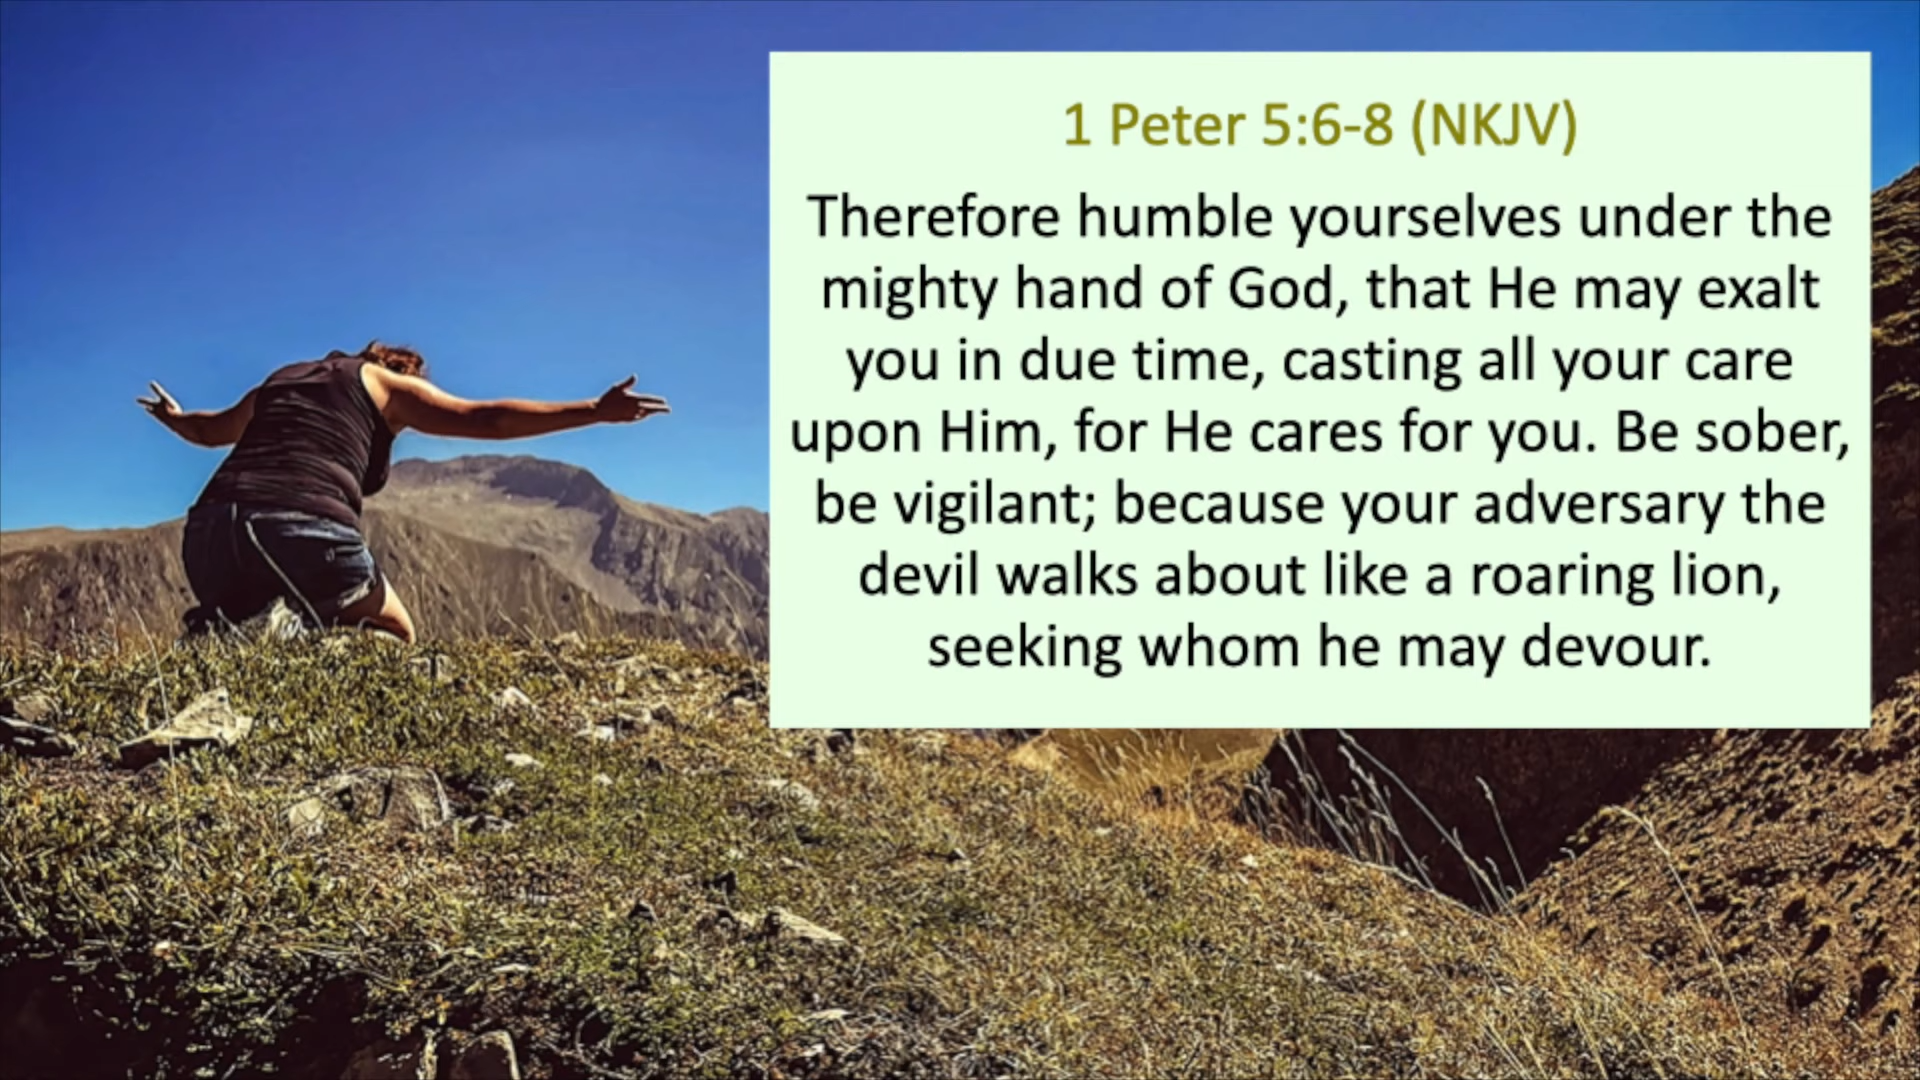 1 Peter 5:6-8 (NKJV)
Therefore humble yourselves under the
mighty hand of God, that He may exalt
you in due time, casting all your care
upon Him, for He cares for you. Be sober,
be vigilant; because your adversary the
devil walks about like a roaring lion,
seeking whom he may devour.